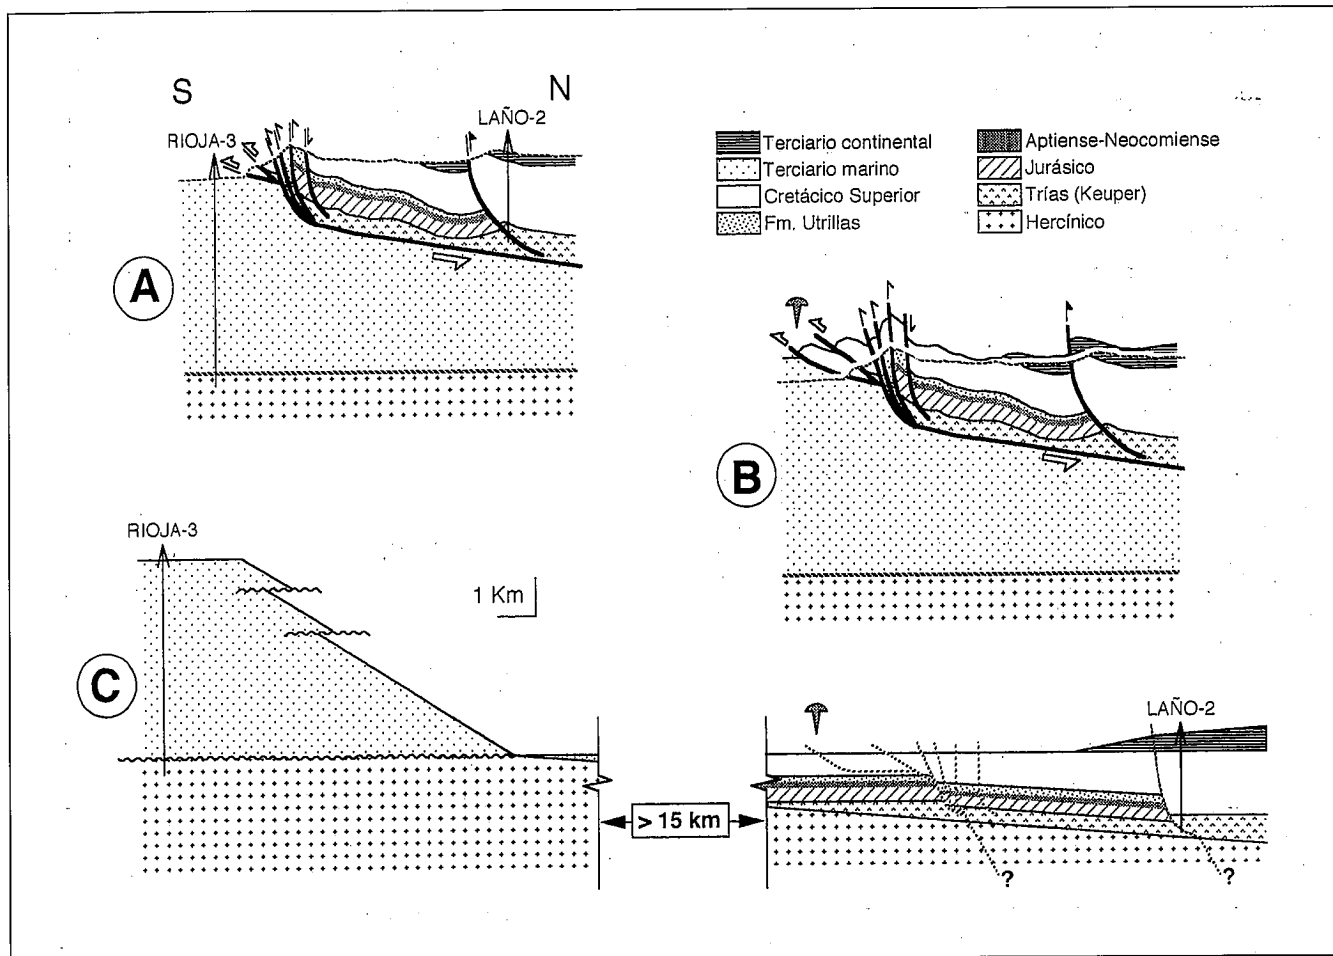 S
N
RIOJA-3
LAÑO-2
A
Terciario continental
Terciario marino
Cretácico Superior
Fm. Utrillas
Aptiense-Neocomiense
Jurásico
Trías (Keuper)
Hercínico
B
RIOJA-3
1 Km
C
> 15 km
LAÑO-2
?
?